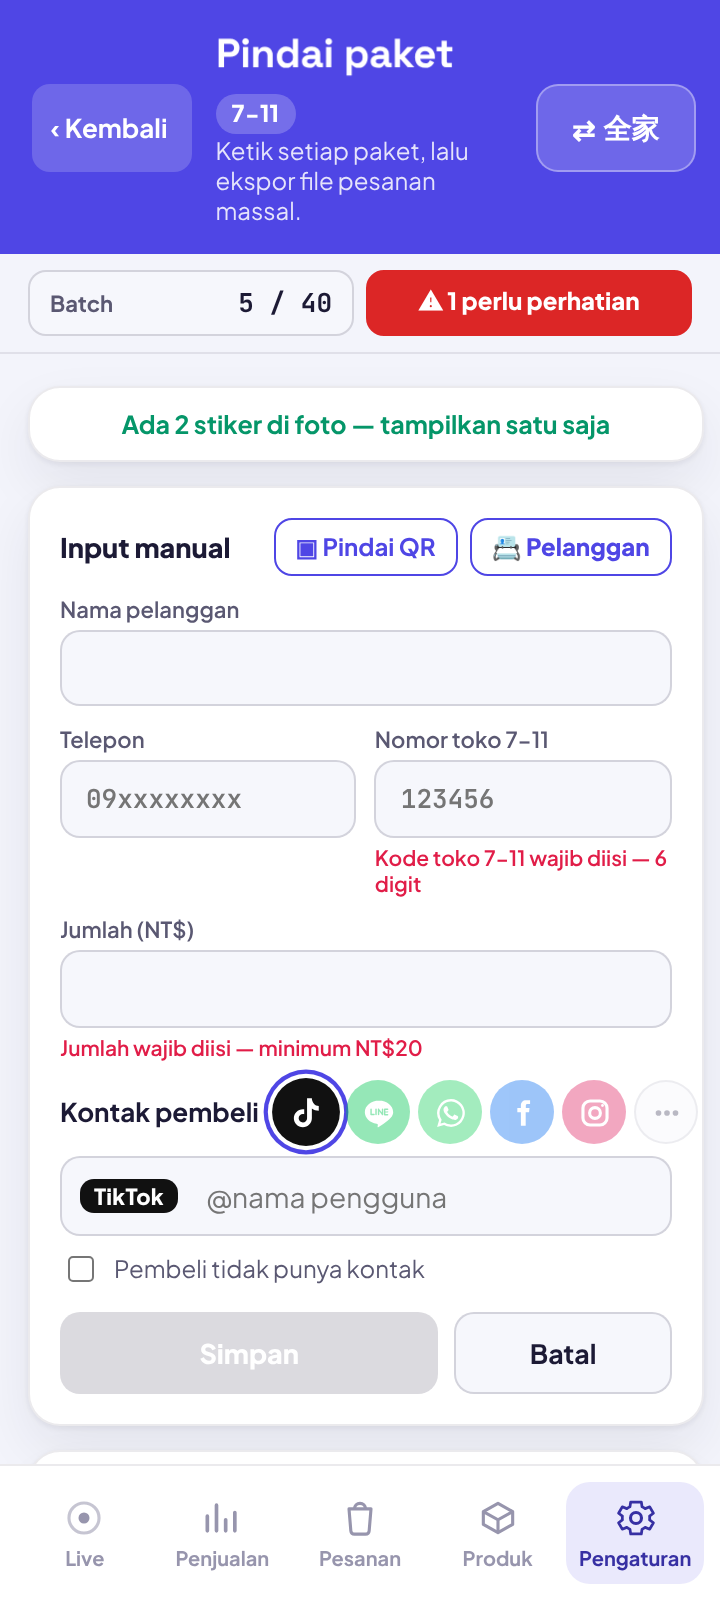 Pindai paket
‹ Kembali
7-11
⇄ 全家
Ketik setiap paket, lalu
ekspor file pesanan
massal.
Batch 5 / 40
⚠ 1 perlu perhatian
Ada 2 stiker di foto — tampilkan satu saja
Input manual
▣ Pindai QR
📇 Pelanggan
Nama pelanggan
Telepon
Nomor toko 7-11
09xxxxxxxx
123456
Kode toko 7-11 wajib diisi — 6
digit
Jumlah (NT$)
Jumlah wajib diisi — minimum NT$20
Kontak pembeli
LINE
TikTok @nama pengguna
Pembeli tidak punya kontak
Simpan
Batal
Live
Penjualan
Pesanan
Produk
Pengaturan